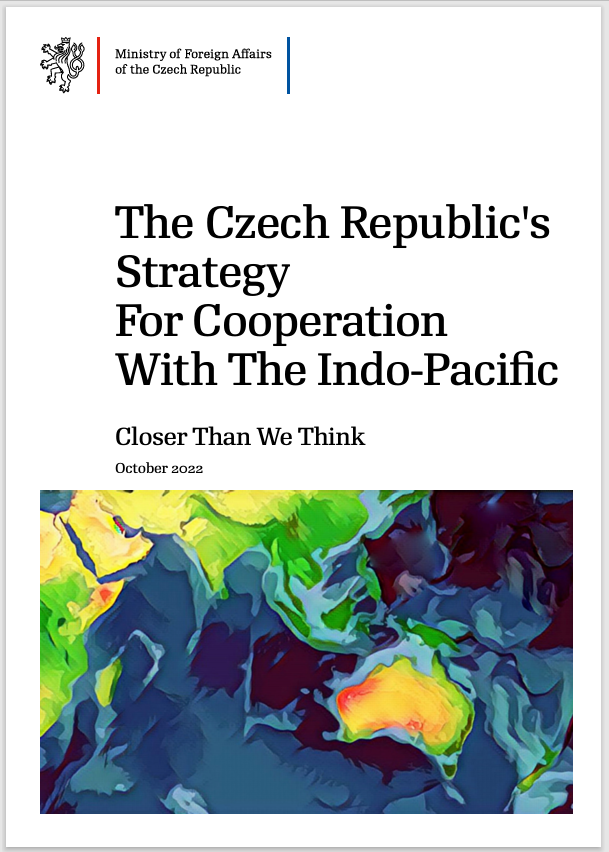 Ministry of Foreign Affairs
of the Czech Republic
The Czech Republic's
Strategy
For Cooperation
With The Indo-Pacific
Closer Than We Think
October 2022